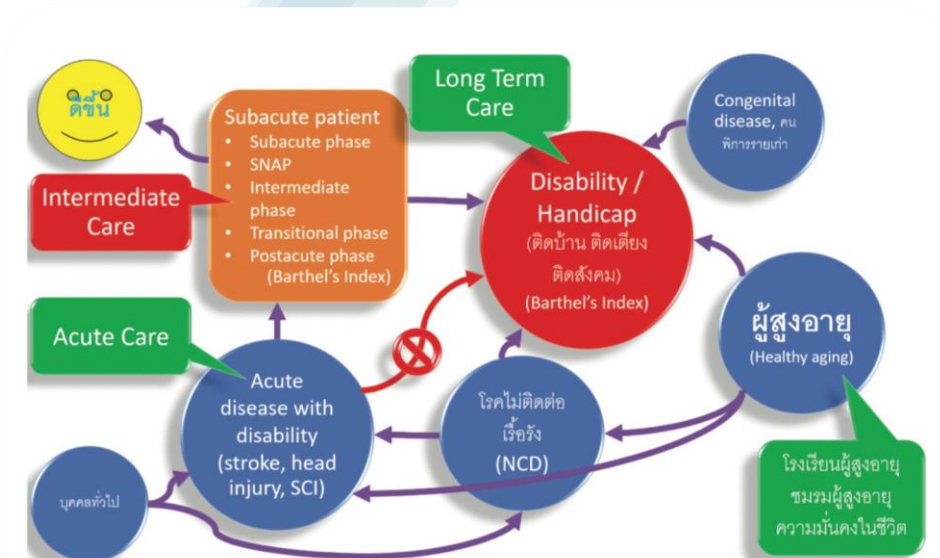 ดีขึ้น
Subacute patient
• Subacute phase
• SNAP
• Intermediate
phase
• Transitional phase
• Postacute phase
(Barthel's Index)
Intermediate
Care
Long Term
Care
Disability /
Handicap
(ติดบ้าน ติดเตียง
ติดสังคม)
(Barthel's Index)
Congenital
disease, คน
พิการรายเก่า
Acute Care
Acute
disease with
disability
(stroke, head
injury, SCI)
โรคไม่ติดต่อ
เรื้อรัง
(NCD)
ผู้สูงอายุ
(Healthy aging)
บุคคลทั่วไป
โรงเรียนผู้สูงอายุ
ชมรมผู้สูงอายุ
ความมั่นคงในชีวิต